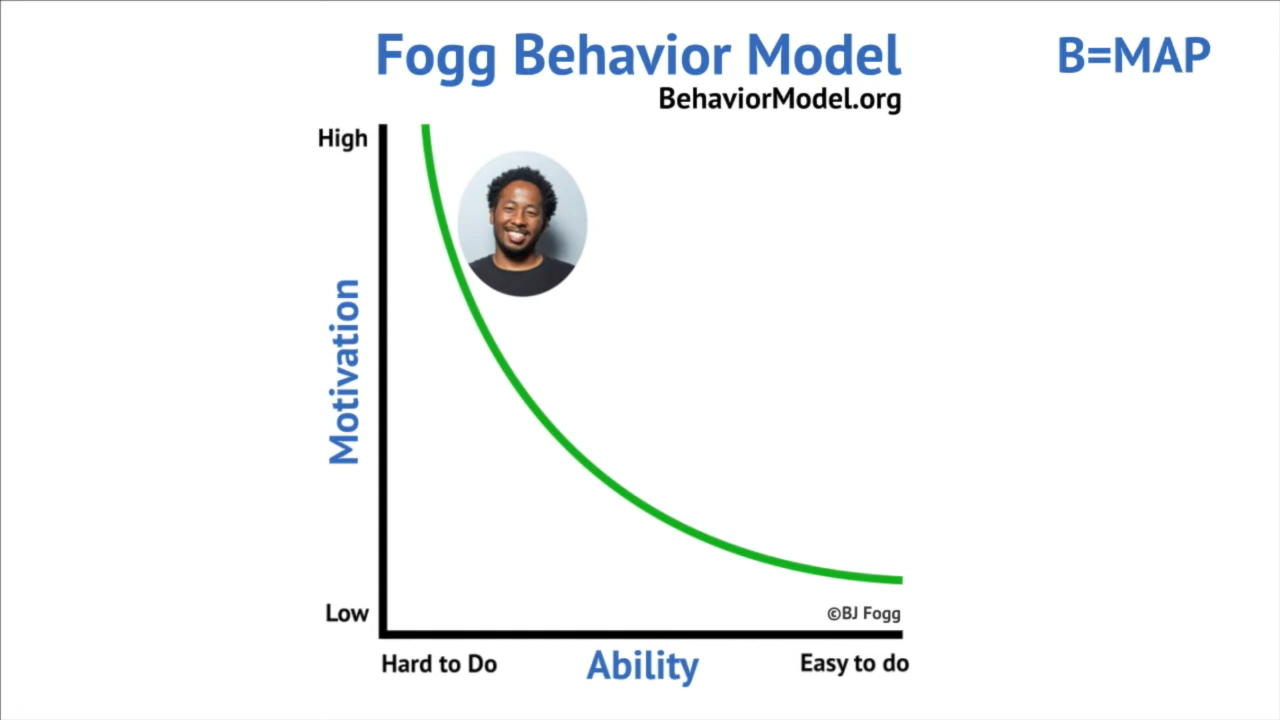 Fogg Behavior Model
B=MAP
BehaviorModel.org
High
Motivation
Low
©BJ Fogg
Hard to Do
Ability
Easy to do